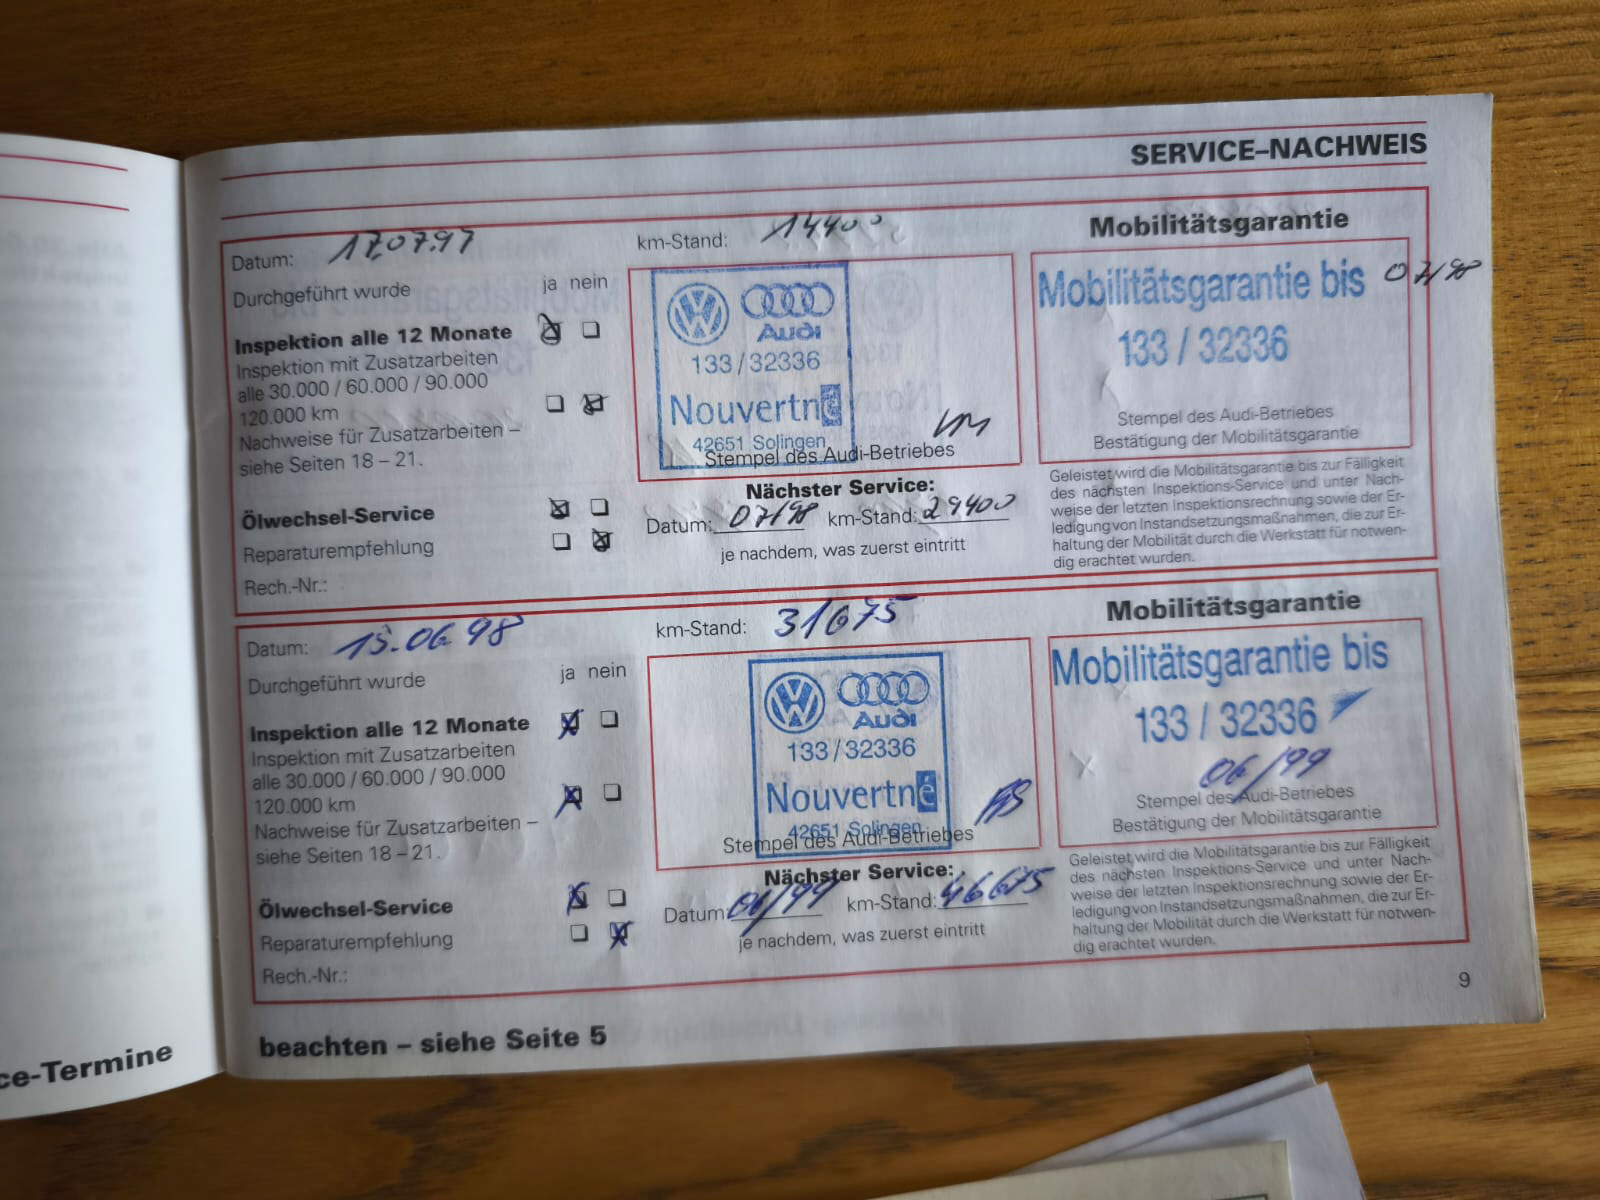 SERVICE–NACHWEIS
Datum: 17.07.97
km-Stand: 14400
Mobilitätsgarantie
Durchgeführt wurde
ja nein
Inspektion alle 12 Monate
Inspektion mit Zusatzarbeiten
alle 30.000 / 60.000 / 90.000
120.000 km
Nachweise für Zusatzarbeiten –
siehe Seiten 18 – 21.
Ölwechsel-Service
Reparaturempfehlung
Rech.-Nr.:
Audi
133/32336
Nouvertné
42651 Solingen
Stempel des Audi-Betriebes
Nächster Service:
Datum: 07/98 km-Stand: 29400
je nachdem, was zuerst eintritt
Mobilitätsgarantie bis 07/98
133 / 32336
Stempel des Audi-Betriebes
Bestätigung der Mobilitätsgarantie
Geleistet wird die Mobilitätsgarantie bis zur Fälligkeit
des nächsten Inspektions-Service und unter Nach-
weise der letzten Inspektionsrechnung sowie der Er-
ledigung von Instandsetzungsmaßnahmen, die zur Er-
haltung der Mobilität durch die Werkstatt für notwen-
dig erachtet wurden.
Datum: 15.06.98
km-Stand: 31675
Mobilitätsgarantie
Durchgeführt wurde
ja nein
Inspektion alle 12 Monate
Inspektion mit Zusatzarbeiten
alle 30.000 / 60.000 / 90.000
120.000 km
Nachweise für Zusatzarbeiten –
siehe Seiten 18 – 21.
Ölwechsel-Service
Reparaturempfehlung
Rech.-Nr.:
Audi
133/32336
Nouvertné
42651 Solingen
Stempel des Audi-Betriebes
Nächster Service:
Datum: 06/99 km-Stand: 46675
je nachdem, was zuerst eintritt
Mobilitätsgarantie bis
133 / 32336
06/99
Stempel des Audi-Betriebes
Bestätigung der Mobilitätsgarantie
Geleistet wird die Mobilitätsgarantie bis zur Fälligkeit
des nächsten Inspektions-Service und unter Nach-
weise der letzten Inspektionsrechnung sowie der Er-
ledigung von Instandsetzungsmaßnahmen, die zur Er-
haltung der Mobilität durch die Werkstatt für notwen-
dig erachtet wurden.
9
ce-Termine
beachten – siehe Seite 5